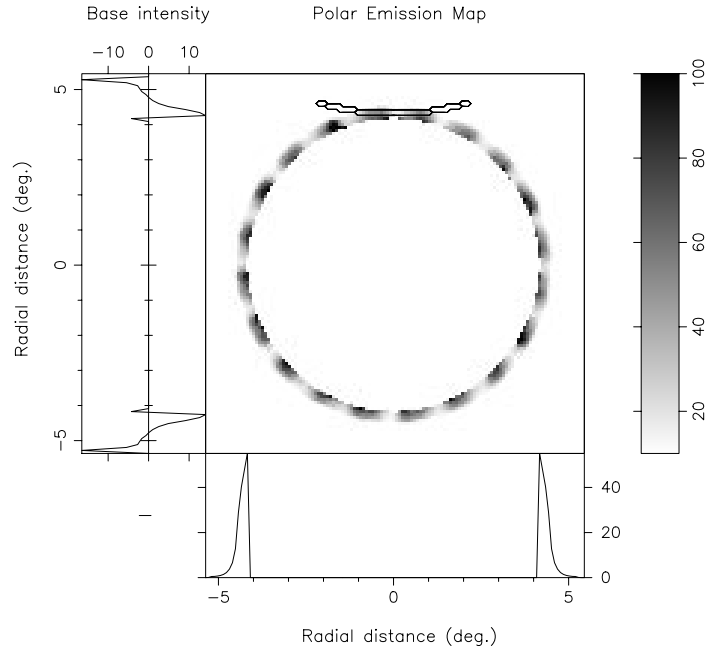 Base intensity
Polar Emission Map
−10 0 10
5
0
−5
Radial distance (deg.)
100
80
60
40
20
40
20
0
−5 0 5
Radial distance (deg.)